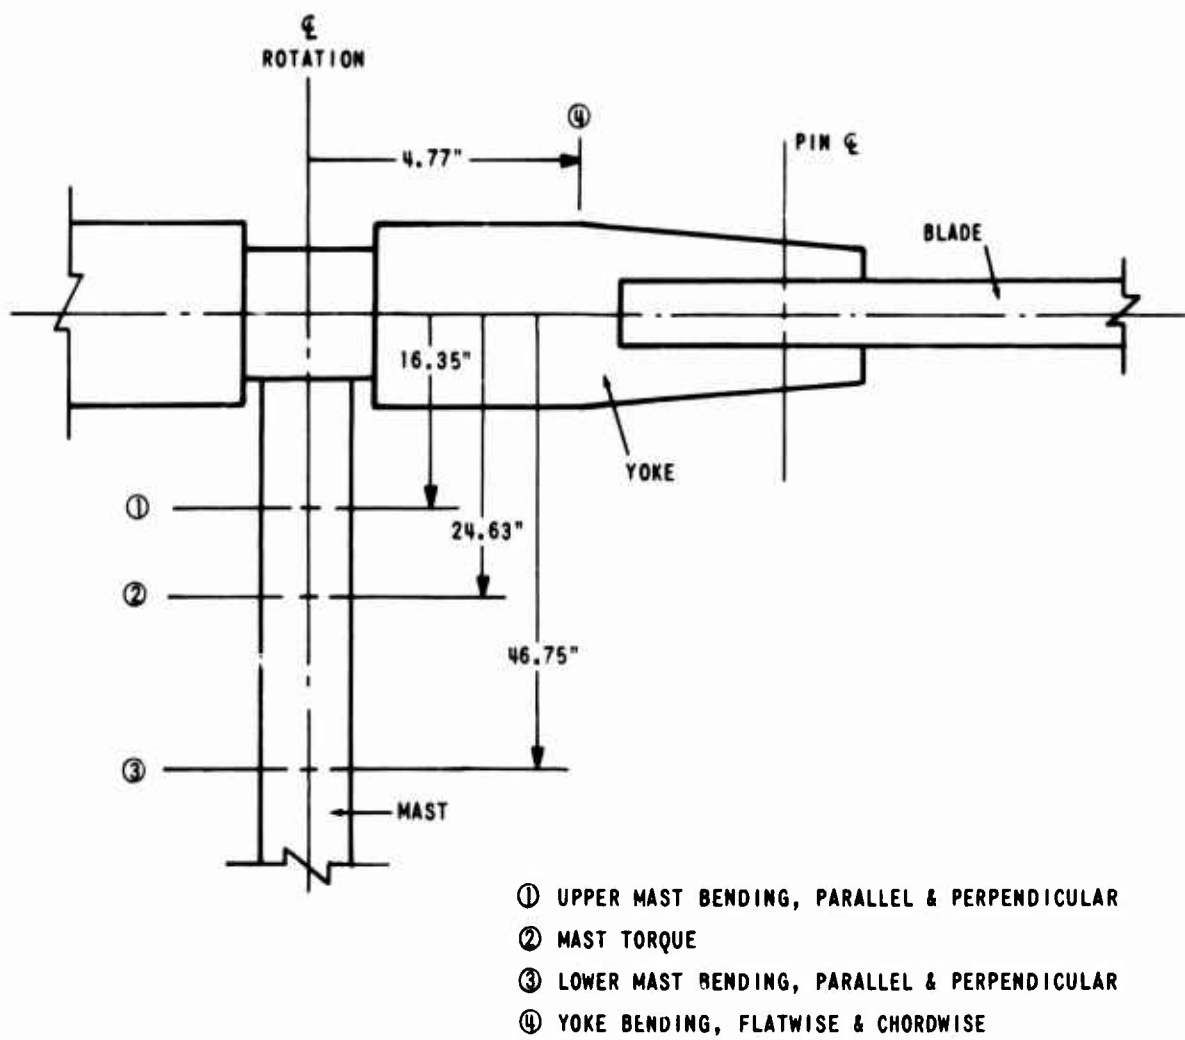 ℄
ROTATION
④
4.77"
PIN ℄
BLADE
16.35"
YOKE
①
24.63"
②
46.75"
③
MAST
① UPPER MAST BENDING, PARALLEL & PERPENDICULAR
② MAST TORQUE
③ LOWER MAST BENDING, PARALLEL & PERPENDICULAR
④ YOKE BENDING, FLATWISE & CHORDWISE